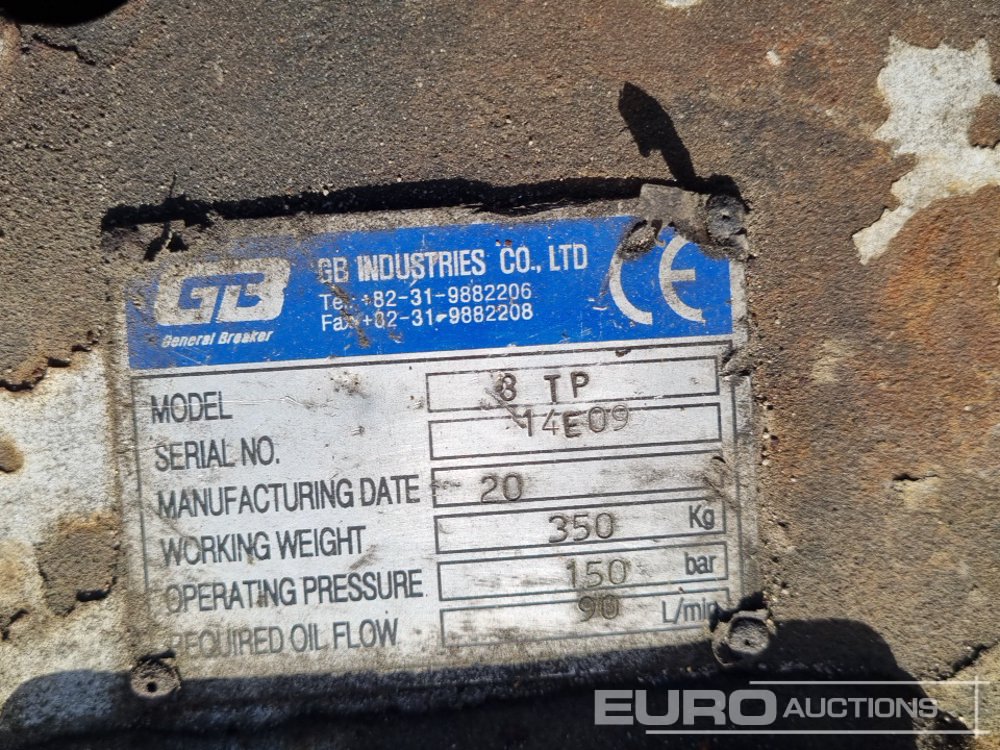 GB
General Breaker
GB INDUSTRIES CO., LTD
Tel: +82-31-9882206
Fax: +82-31-9882208
CE
MODEL 8 TP
SERIAL NO. 14E09
MANUFACTURING DATE 20
WORKING WEIGHT 350 Kg
OPERATING PRESSURE 150 bar
REQUIRED OIL FLOW 90 L/min
EURO AUCTIONS